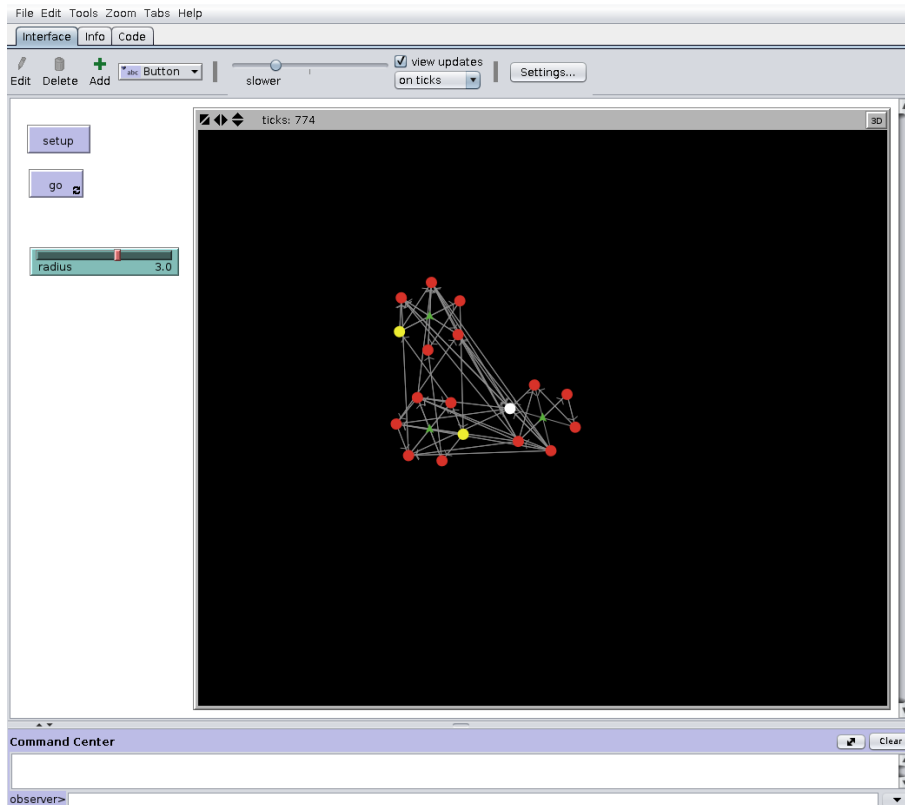 File Edit Tools Zoom Tabs Help
Interface Info Code
Edit Delete Add abc Button slower view updates on ticks Settings...
ticks: 774 3D
setup
go
radius 3.0
Command Center Clear
observer>